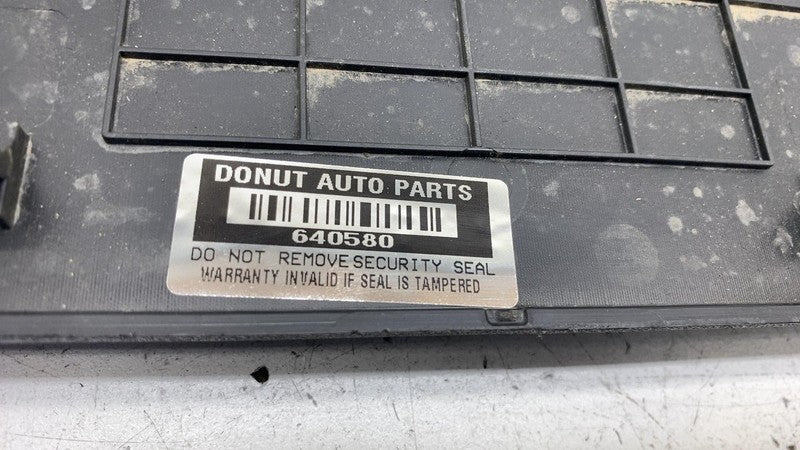 DONUT AUTO PARTS
640580
DO NOT REMOVE SECURITY SEAL
WARRANTY INVALID IF SEAL IS TAMPERED